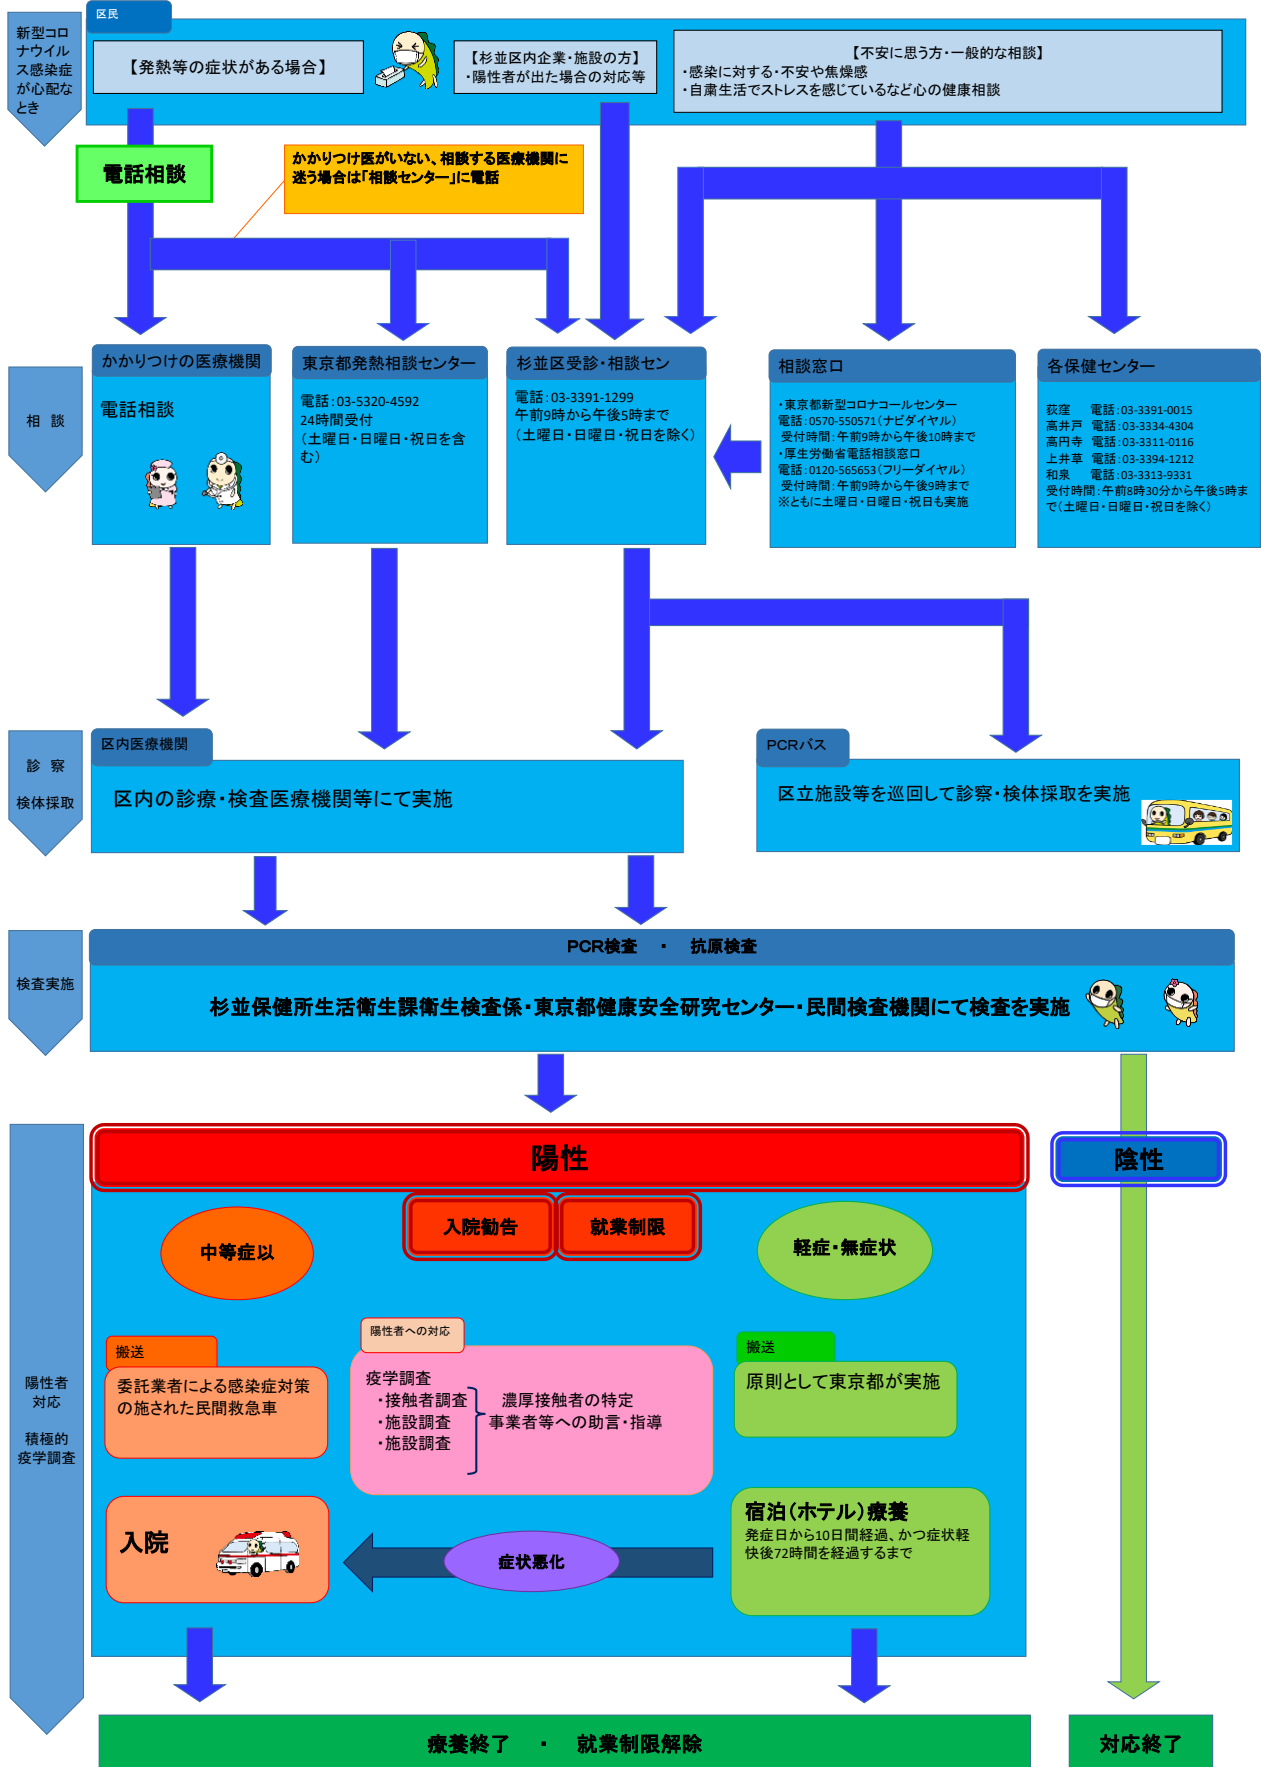 新型コロ
ナウイル
ス感染症
が心配な
とき
区民
【発熱等の症状がある場合】
【杉並区内企業・施設の方】
・陽性者が出た場合の対応等
【不安に思う方・一般的な相談】
・感染に対する・不安や焦燥感
・自粛生活でストレスを感じているなど心の健康相談
電話相談
かかりつけ医がいない、相談する医療機関に
迷う場合は「相談センター」に電話
相 談
かかりつけの医療機関
電話相談
東京都発熱相談センター
電話：03-5320-4592
24時間受付
（土曜日・日曜日・祝日を含
む）
杉並区受診・相談セン
電話：03-3391-1299
午前9時から午後5時まで
（土曜日・日曜日・祝日を除く）
相談窓口
・東京都新型コロナコールセンター
電話：0570-550571（ナビダイヤル）
受付時間：午前9時から午後10時まで
・厚生労働省電話相談窓口
電話：0120-565653（フリーダイヤル）
受付時間：午前9時から午後9時まで
※ともに土曜日・日曜日・祝日も実施
各保健センター
荻窪 電話：03-3391-0015
高井戸 電話：03-3334-4304
高円寺 電話：03-3311-0116
上井草 電話：03-3394-1212
和泉 電話：03-3313-9331
受付時間：午前8時30分から午後5時ま
で（土曜日・日曜日・祝日を除く）
診 察
検体採取
区内医療機関
区内の診療・検査医療機関等にて実施
PCRバス
区立施設等を巡回して診察・検体採取を実施
検査実施
PCR検査 ・ 抗原検査
杉並保健所生活衛生課衛生検査係・東京都健康安全研究センター・民間検査機関にて検査を実施
陽性者
対応
積極的
疫学調査
陽性
陰性
中等症以
入院勧告
就業制限
軽症・無症状
搬送
委託業者による感染症対策
の施された民間救急車
陽性者への対応
疫学調査
・接触者調査
・施設調査
・施設調査
濃厚接触者の特定
事業者等への助言・指導
搬送
原則として東京都が実施
入院
症状悪化
宿泊（ホテル）療養
発症日から10日間経過、かつ症状軽
快後72時間を経過するまで
療養終了 ・ 就業制限解除
対応終了